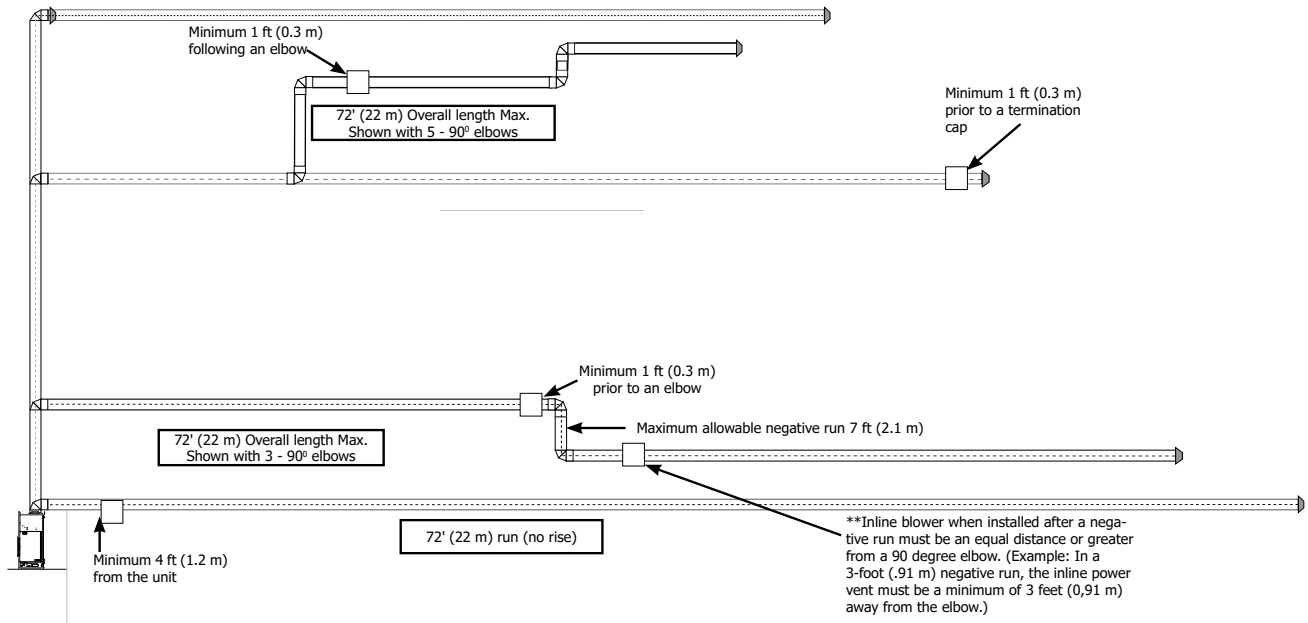 Minimum 1 ft (0.3 m)
following an elbow
72' (22 m) Overall length Max.
Shown with 5 - 90⁰ elbows
Minimum 1 ft (0.3 m)
prior to a termination
cap
Minimum 1 ft (0.3 m)
prior to an elbow
Maximum allowable negative run 7 ft (2.1 m)
72' (22 m) Overall length Max.
Shown with 3 - 90⁰ elbows
72' (22 m) run (no rise)
Minimum 4 ft (1.2 m)
from the unit
**Inline blower when installed after a nega-
tive run must be an equal distance or greater
from a 90 degree elbow. (Example: In a
3-foot (.91 m) negative run, the inline power
vent must be a minimum of 3 feet (0,91 m)
away from the elbow.)